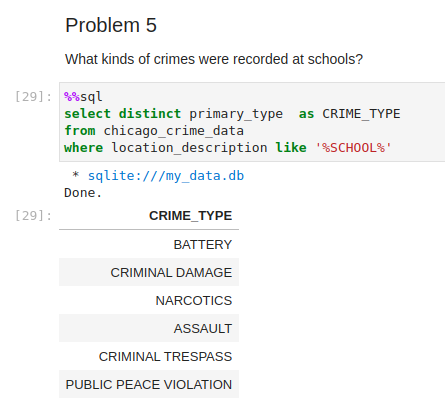 Problem 5
What kinds of crimes were recorded at schools?
[29]: %%sql
select distinct primary_type  as CRIME_TYPE
from chicago_crime_data
where location_description like '%SCHOOL%'
* sqlite:///my_data.db
Done.
[29]: CRIME_TYPE
BATTERY
CRIMINAL DAMAGE
NARCOTICS
ASSAULT
CRIMINAL TRESPASS
PUBLIC PEACE VIOLATION